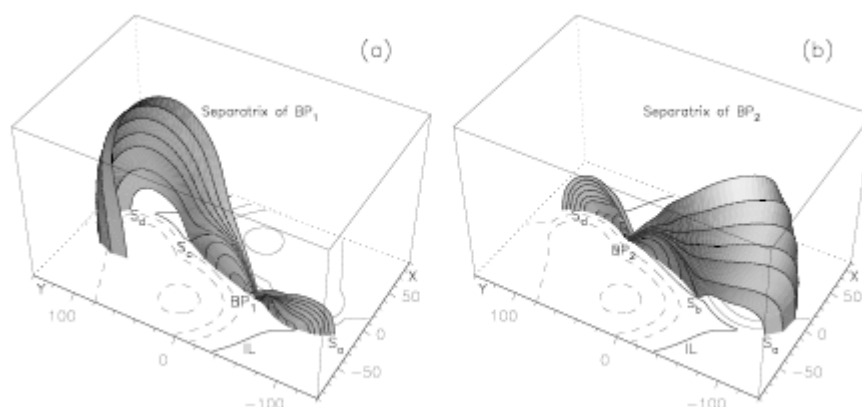 (a)
Separatrix of BP1
Sd
Sc
BP1
Sa
IL
Y
100
0
−100
X
50
0
−50
(b)
Separatrix of BP2
Sd
BP2
Sb
Sa
IL
Y
100
0
−100
X
50
0
−50